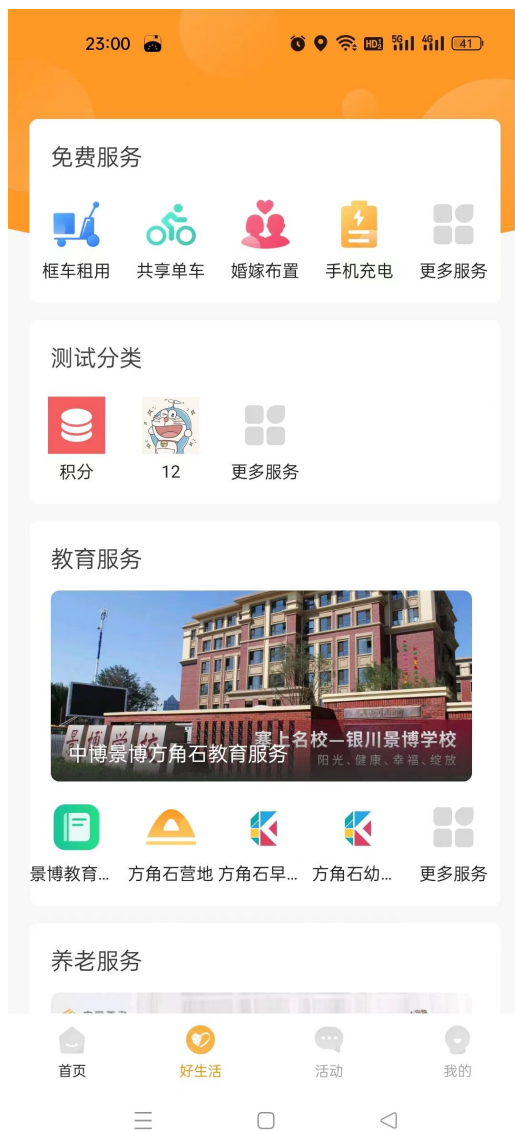 23:00
HD 5G 4G 41
免费服务
框车租用 共享单车 婚嫁布置 手机充电 更多服务
测试分类
积分 12 更多服务
教育服务
塞上名校—银川景博学校
中博景博方角石教育服务
阳光、健康、幸福、绽放
景博教育... 方角石营地 方角石早... 方角石幼... 更多服务
养老服务
首页 好生活 活动 我的